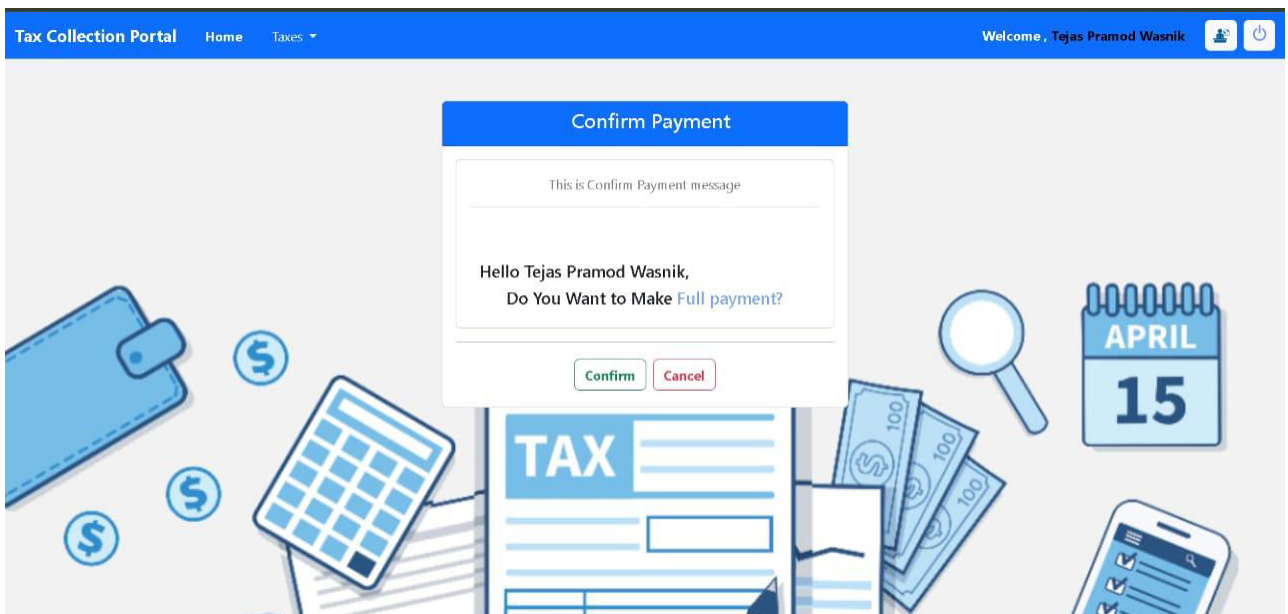 Tax Collection Portal Home Taxes Welcome , Tejas Pramod Wasnik
Confirm Payment
This is Confirm Payment message
Hello Tejas Pramod Wasnik,
Do You Want to Make Full payment?
Confirm Cancel
APRIL
15
TAX
100
100
100